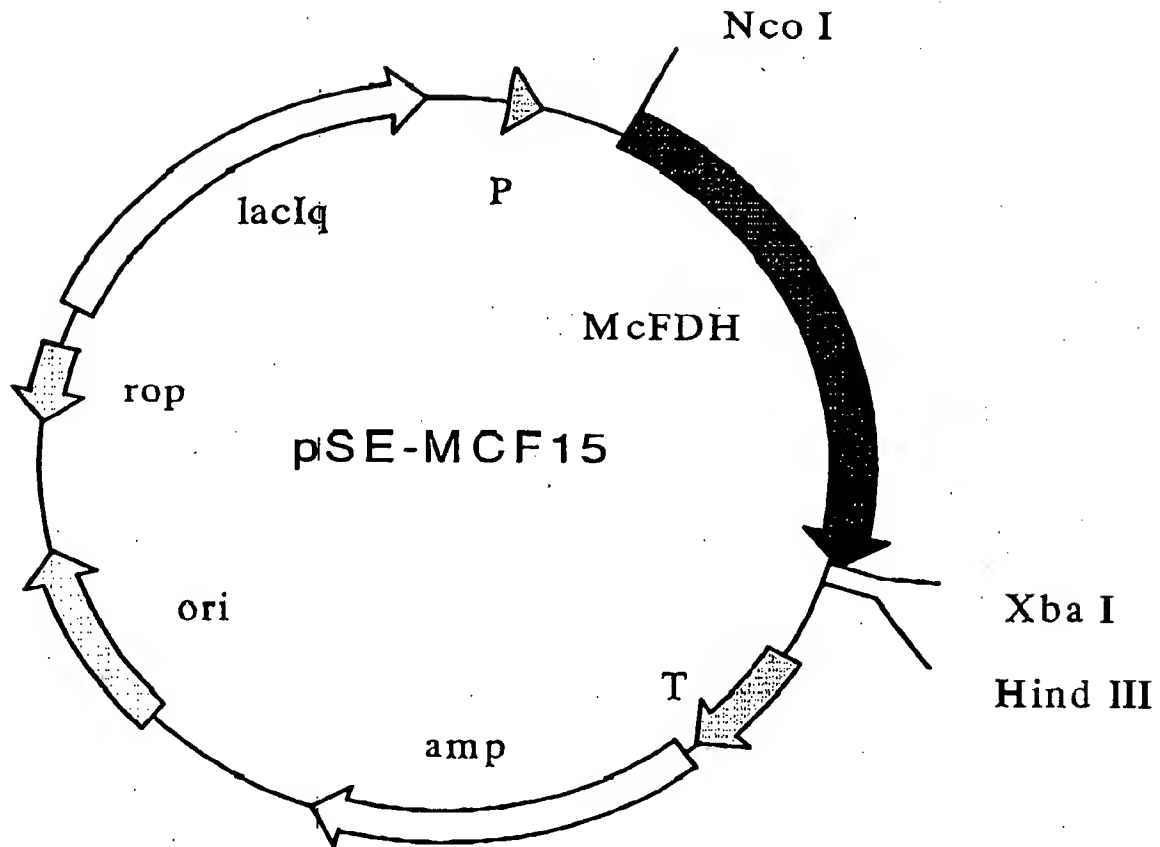 Nco I
P
lacIq
McFDH
rop
pSE-MCF15
ori
Xba I
T
Hind III
amp